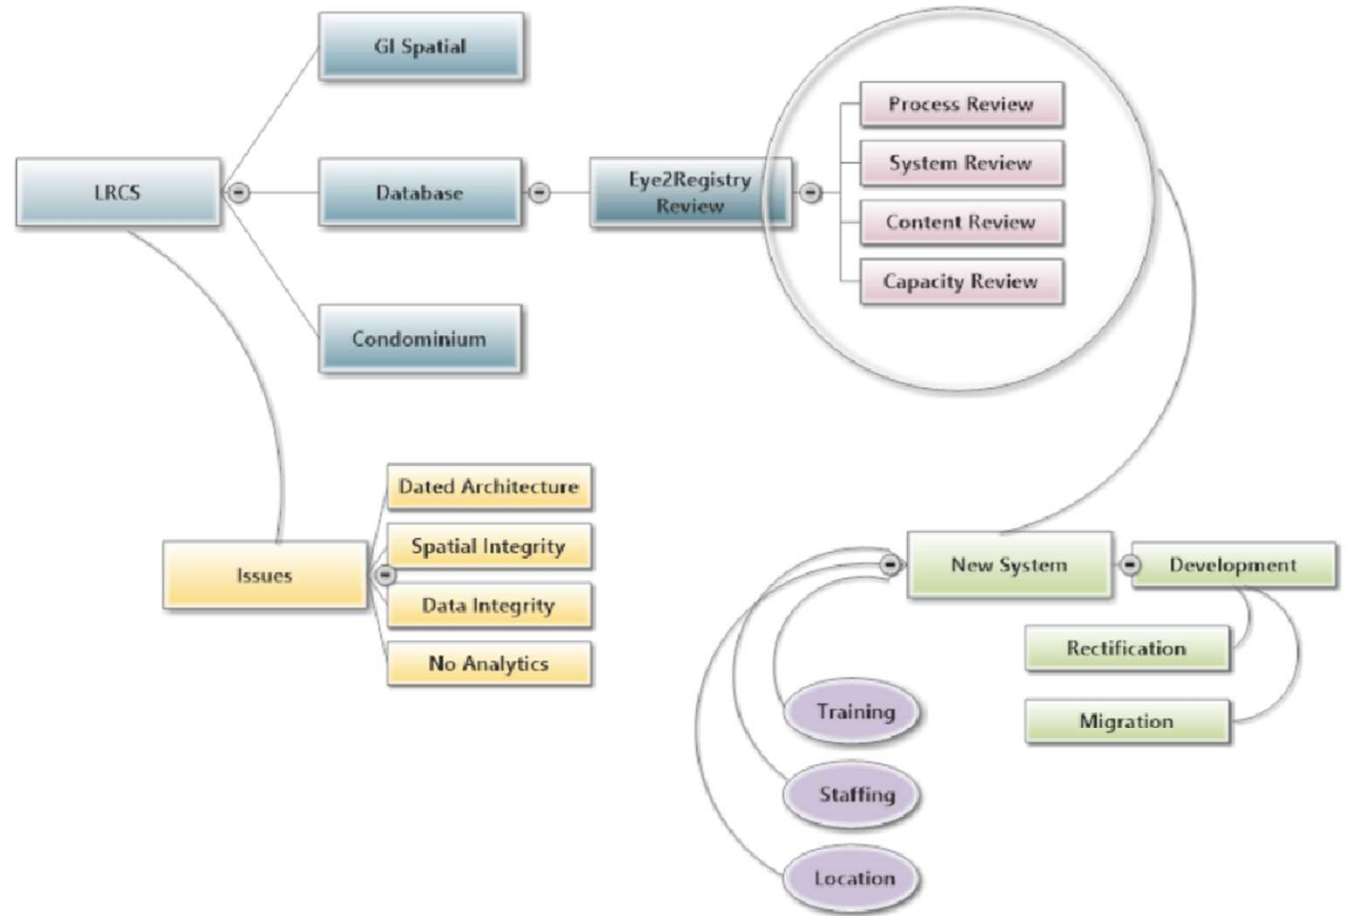 GI Spatial
LRCS
Database
Eye2Registry
Review
Condominium
Process Review
System Review
Content Review
Capacity Review
Issues
Dated Architecture
Spatial Integrity
Data Integrity
No Analytics
New System
Development
Rectification
Migration
Training
Staffing
Location